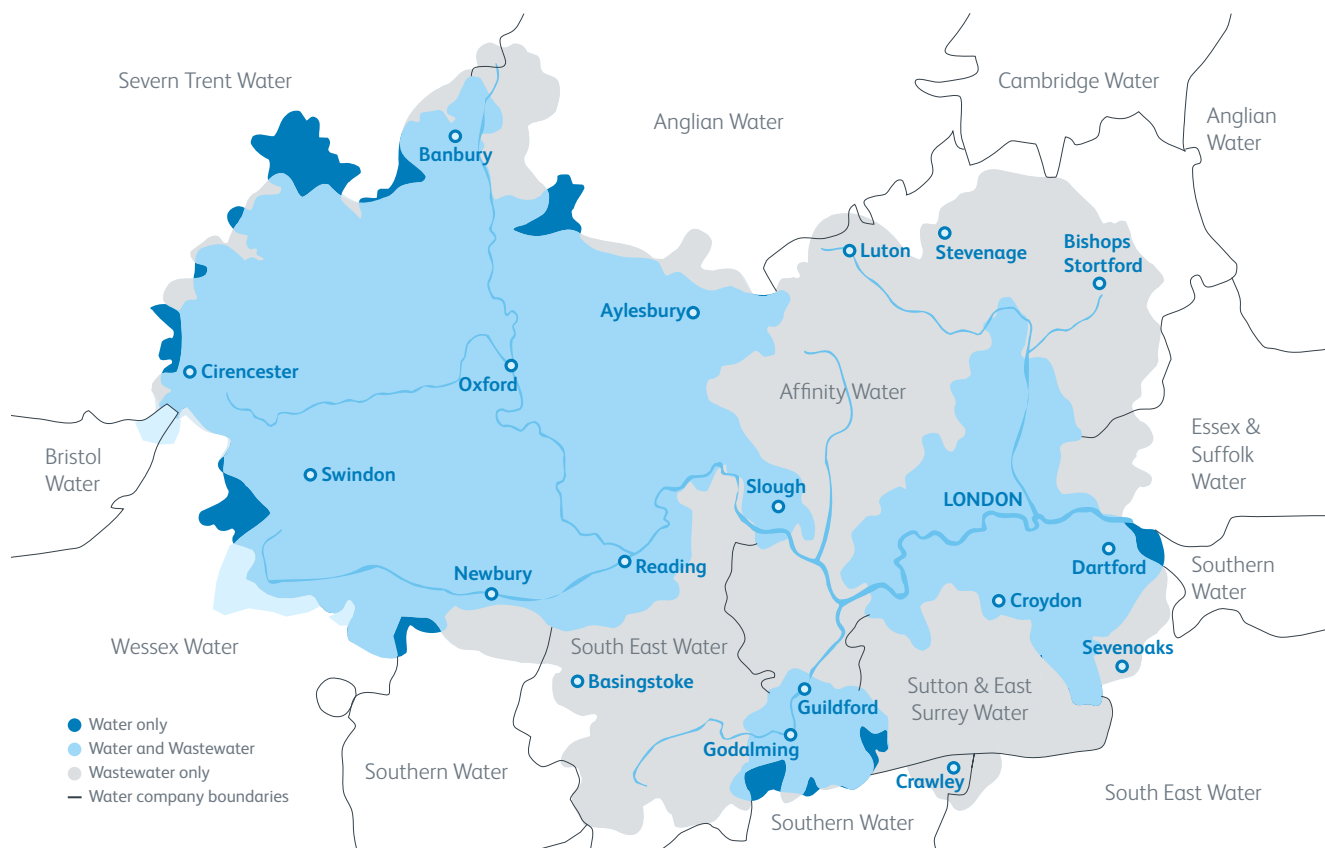 Severn Trent Water
Cambridge Water
Anglian Water
Anglian
Water
Banbury
Luton
Stevenage
Bishops
Stortford
Aylesbury
Cirencester
Oxford
Affinity Water
Bristol
Water
Essex &
Suffolk
Water
Swindon
Slough
LONDON
Newbury
Reading
Dartford
Southern
Water
Croydon
Wessex Water
South East Water
Sevenoaks
Basingstoke
Sutton & East
Surrey Water
Guildford
Godalming
Water only
Water and Wastewater
Wastewater only
Water company boundaries
Southern Water
Crawley
South East Water
Southern Water